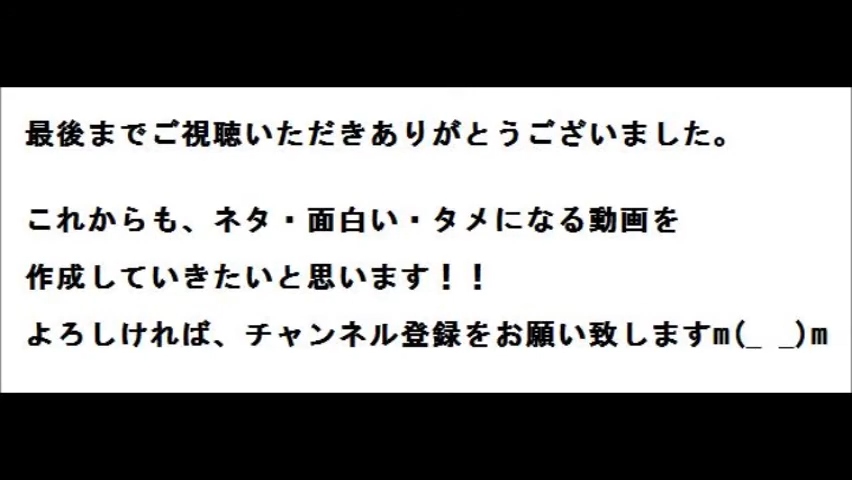 最後までご視聴いただきありがとうございました。
これからも、ネタ・面白い・タメになる動画を
作成していきたいと思います！！
よろしければ、チャンネル登録をお願い致しますm(_ _)m